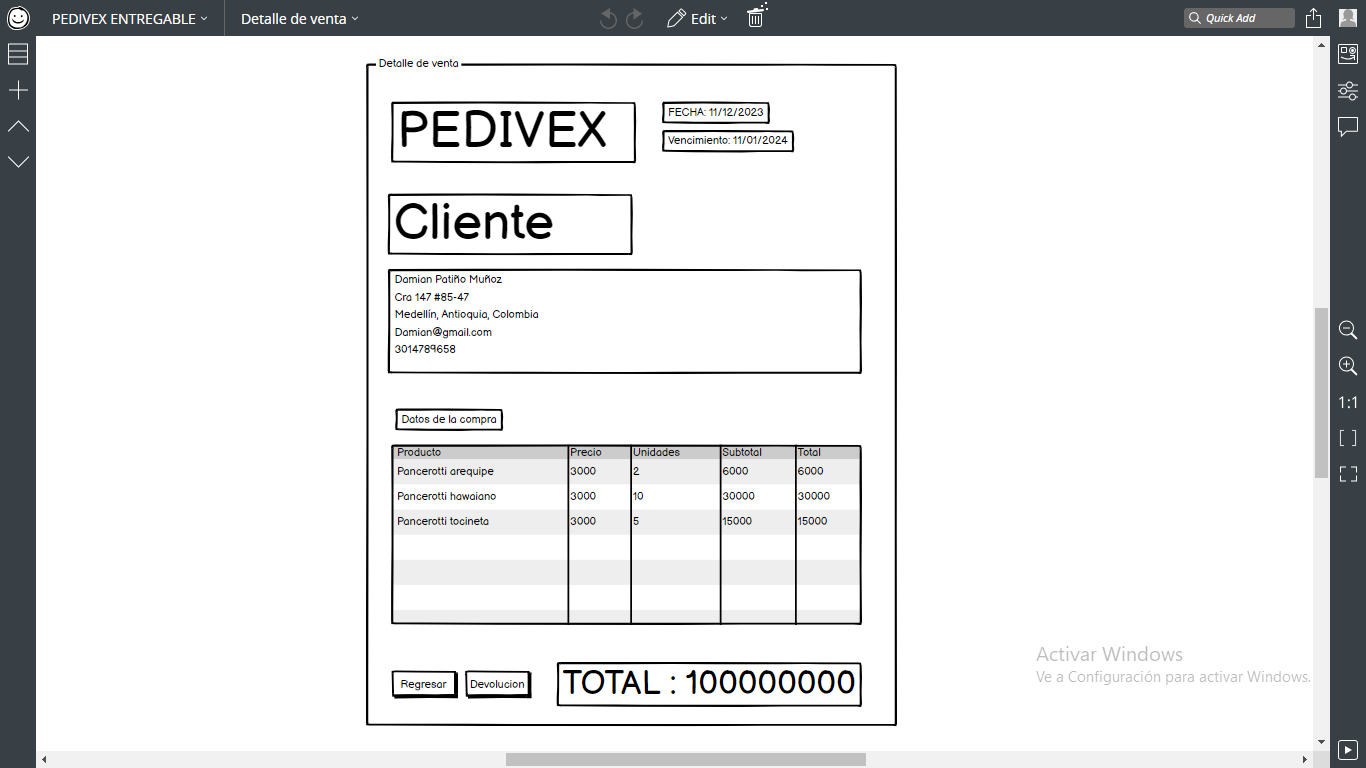 PEDIVEX ENTREGABLE
Detalle de venta
Edit
Quick Add
Detalle de venta
PEDIVEX
FECHA: 11/12/2023
Vencimiento: 11/01/2024
Cliente
Damian Patiño Muñoz
Cra 147 #85-47
Medellín, Antioquia, Colombia
Damian@gmail.com
3014789658
1:1
Datos de la compra
Producto Precio Unidades Subtotal Total
Pancerotti arequipe 3000 2 6000 6000
Pancerotti hawaiano 3000 10 30000 30000
Pancerotti tocineta 3000 5 15000 15000
Activar Windows
Ve a Configuración para activar Windows.
Regresar
Devolucion
TOTAL : 100000000